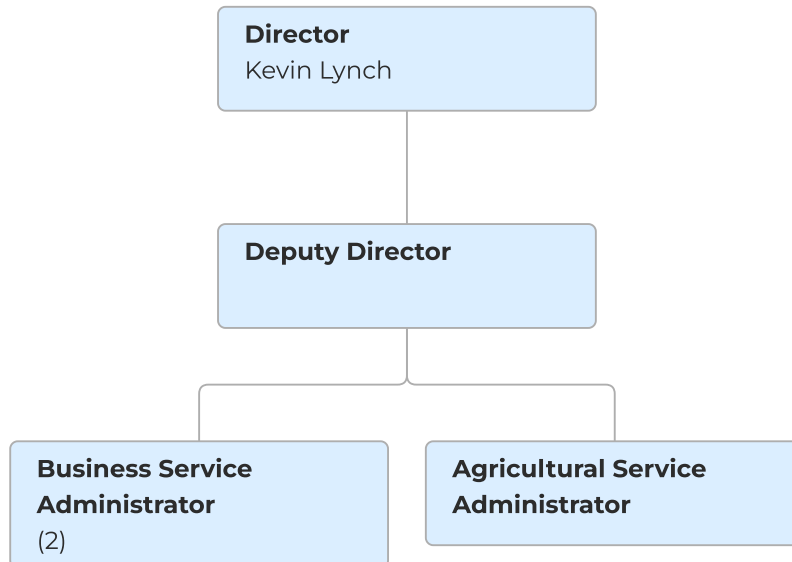 Director
Kevin Lynch
Deputy Director
Business Service
Administrator
(2)
Agricultural Service
Administrator